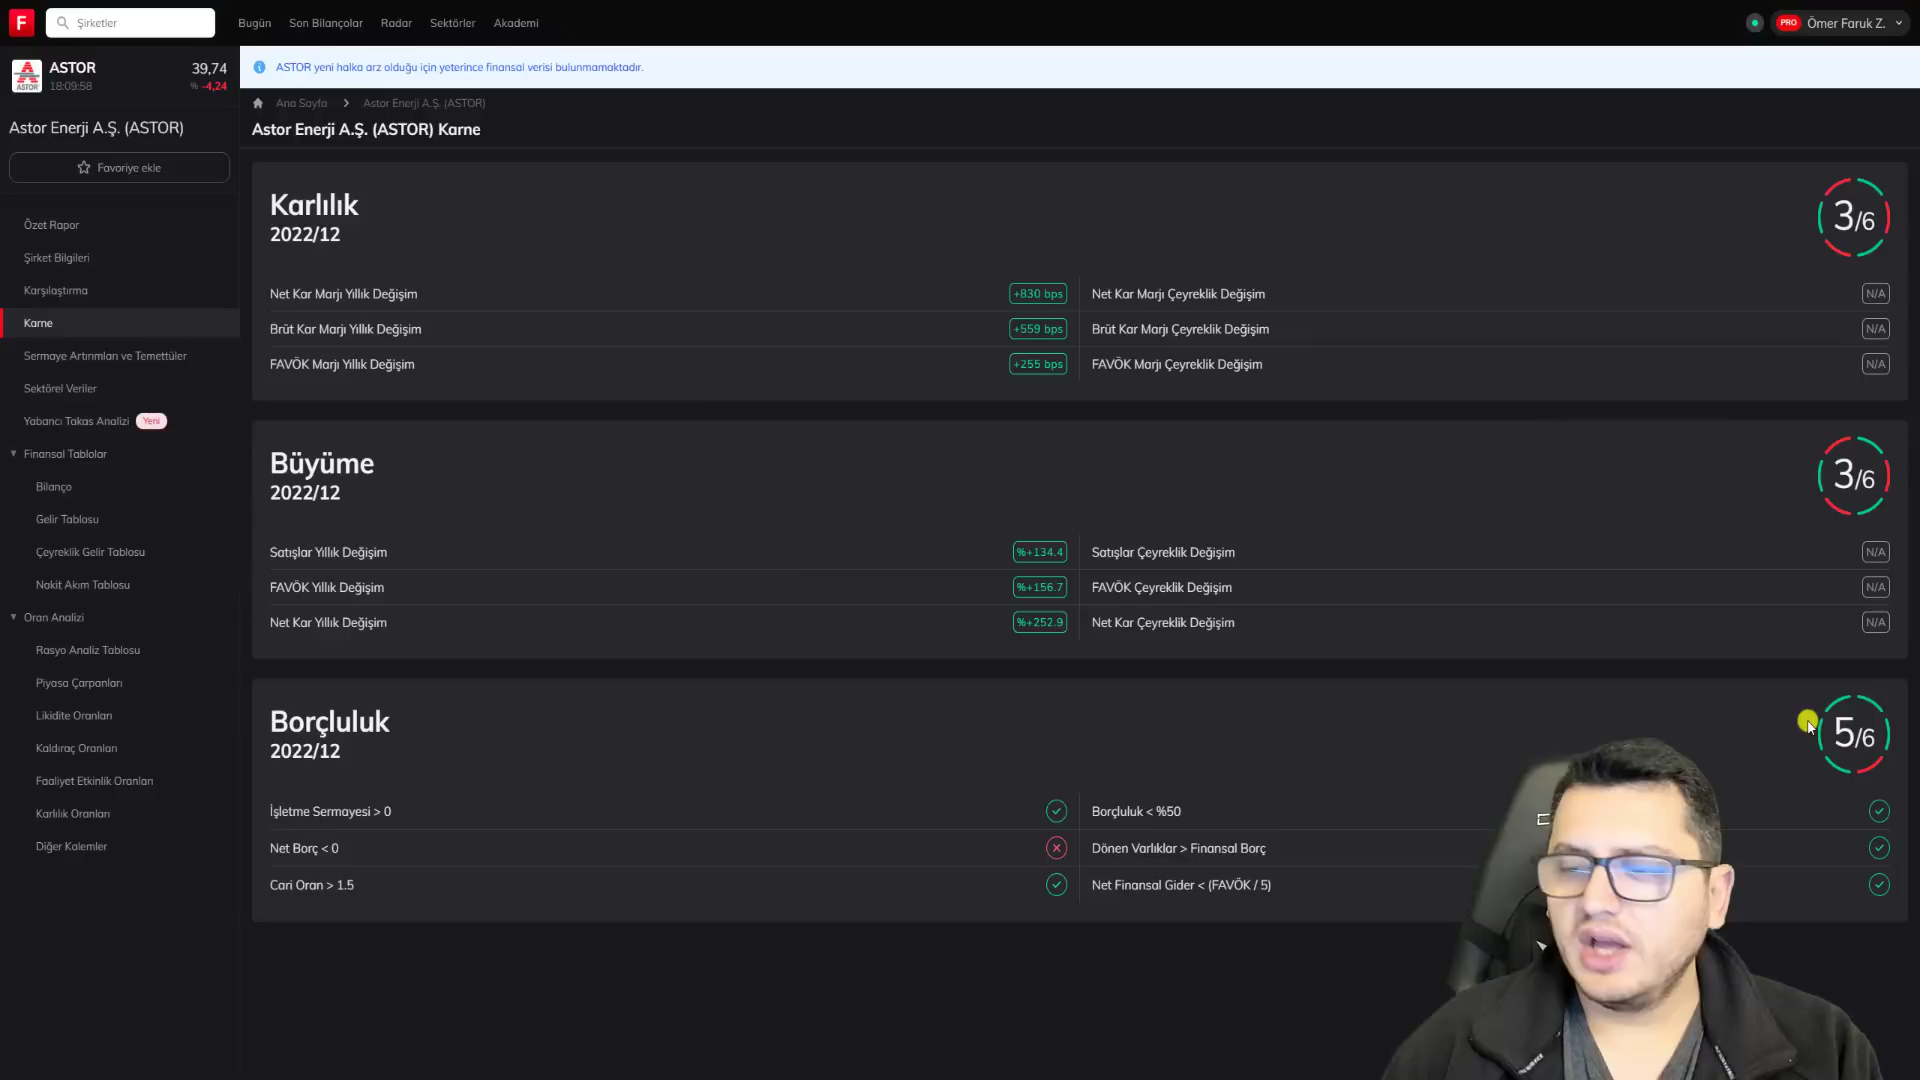 F
Şirketler
Bugün
Son Bilançolar
Radar
Sektörler
Akademi
PRO
Ömer Faruk Z.
ASTOR
ASTOR
18:09:58
39,74
% -4,24
Astor Enerji A.Ş. (ASTOR)
Favoriye ekle
Özet Rapor
Şirket Bilgileri
Karşılaştırma
Karne
Sermaye Artırımları ve Temettüler
Sektörel Veriler
Yabancı Takas Analizi Yeni
Finansal Tablolar
Bilanço
Gelir Tablosu
Çeyreklik Gelir Tablosu
Nakit Akım Tablosu
Oran Analizi
Rasyo Analiz Tablosu
Piyasa Çarpanları
Likidite Oranları
Kaldıraç Oranları
Faaliyet Etkinlik Oranları
Karlılık Oranları
Diğer Kalemler
ASTOR yeni halka arz olduğu için yeterince finansal verisi bulunmamaktadır.
Ana Sayfa > Astor Enerji A.Ş. (ASTOR)
Astor Enerji A.Ş. (ASTOR) Karne
Karlılık
2022/12
3/6
Net Kar Marjı Yıllık Değişim +830 bps
Net Kar Marjı Çeyreklik Değişim N/A
Brüt Kar Marjı Yıllık Değişim +559 bps
Brüt Kar Marjı Çeyreklik Değişim N/A
FAVÖK Marjı Yıllık Değişim +255 bps
FAVÖK Marjı Çeyreklik Değişim N/A
Büyüme
2022/12
3/6
Satışlar Yıllık Değişim %+134.4
Satışlar Çeyreklik Değişim N/A
FAVÖK Yıllık Değişim %+156.7
FAVÖK Çeyreklik Değişim N/A
Net Kar Yıllık Değişim %+252.9
Net Kar Çeyreklik Değişim N/A
Borçluluk
2022/12
5/6
İşletme Sermayesi > 0
Borçluluk < %50
Net Borç < 0
Dönen Varlıklar > Finansal Borç
Cari Oran > 1.5
Net Finansal Gider < (FAVÖK / 5)